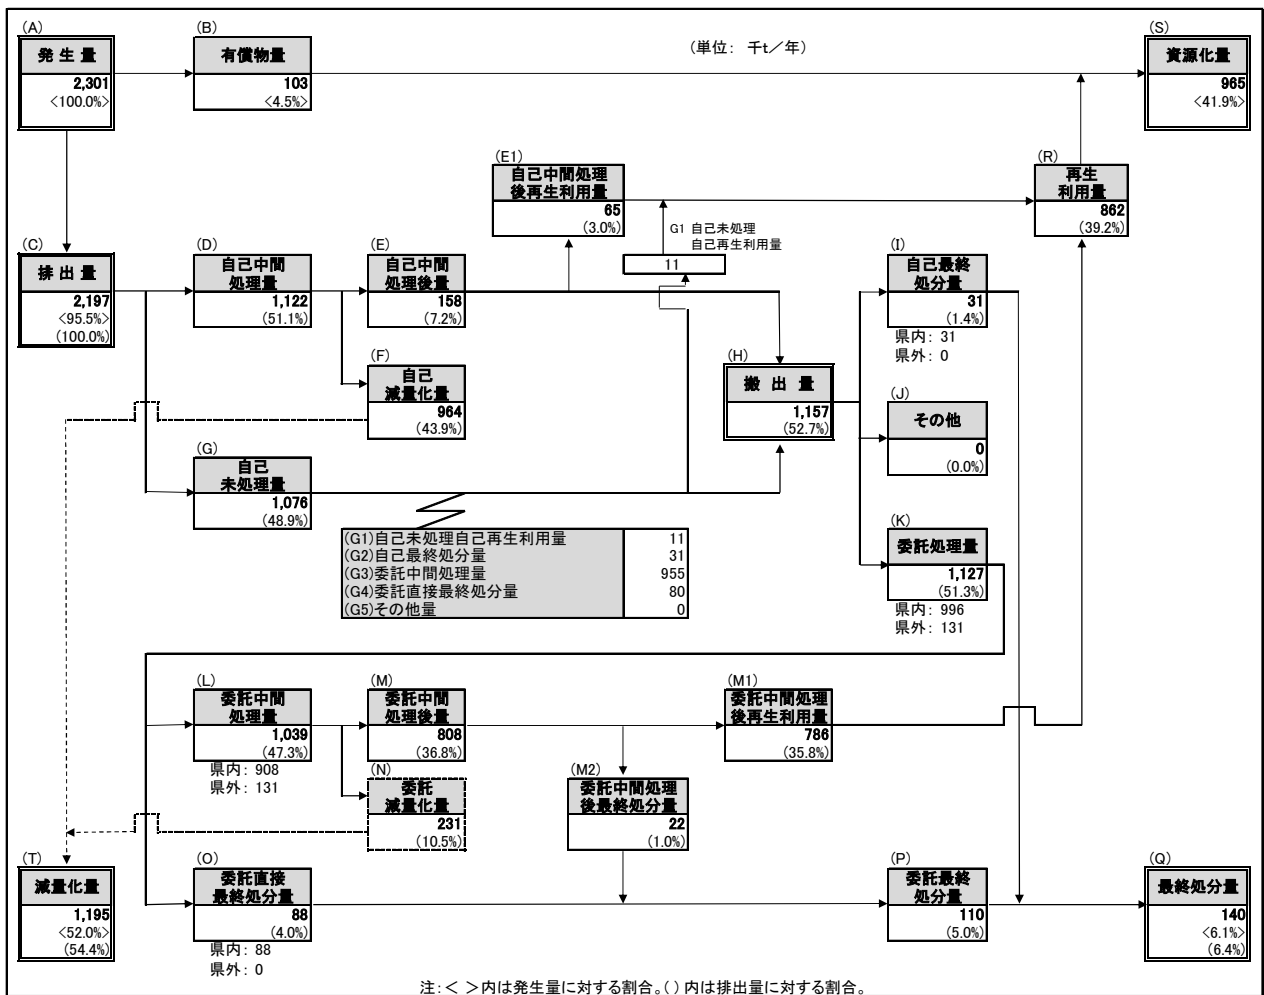 (A)
発 生 量
2,301
<100.0%>
(B)
有償物量
103
<4.5%>
(単位： 千t／年)
(S)
資源化量
965
<41.9%>
(E1)
自己中間処理
後再生利用量
65
(3.0%)
(R)
再生
利用量
862
(39.2%)
G1 自己未処理
自己再生利用量
11
(C)
排 出 量
2,197
<95.5%>
(100.0%)
(D)
自己中間
処理量
1,122
(51.1%)
(E)
自己中間
処理後量
158
(7.2%)
(I)
自己最終
処分量
31
(1.4%)
県内： 31
県外： 0
(F)
自己
減量化量
964
(43.9%)
(H)
搬 出 量
1,157
(52.7%)
(J)
その他
0
(0.0%)
(G)
自己
未処理量
1,076
(48.9%)
(G1)自己未処理自己再生利用量 11
(G2)自己最終処分量 31
(G3)委託中間処理量 955
(G4)委託直接最終処分量 80
(G5)その他量 0
(K)
委託処理量
1,127
(51.3%)
県内： 996
県外： 131
(L)
委託中間
処理量
1,039
(47.3%)
県内： 908
県外： 131
(M)
委託中間
処理後量
808
(36.8%)
(M1)
委託中間処理
後再生利用量
786
(35.8%)
(N)
委託
減量化量
231
(10.5%)
(M2)
委託中間処理
後最終処分量
22
(1.0%)
(T)
減量化量
1,195
<52.0%>
(54.4%)
(O)
委託直接
最終処分量
88
(4.0%)
県内： 88
県外： 0
(P)
委託最終
処分量
110
(5.0%)
(Q)
最終処分量
140
<6.1%>
(6.4%)
注：＜ ＞内は発生量に対する割合。( ) 内は排出量に対する割合。